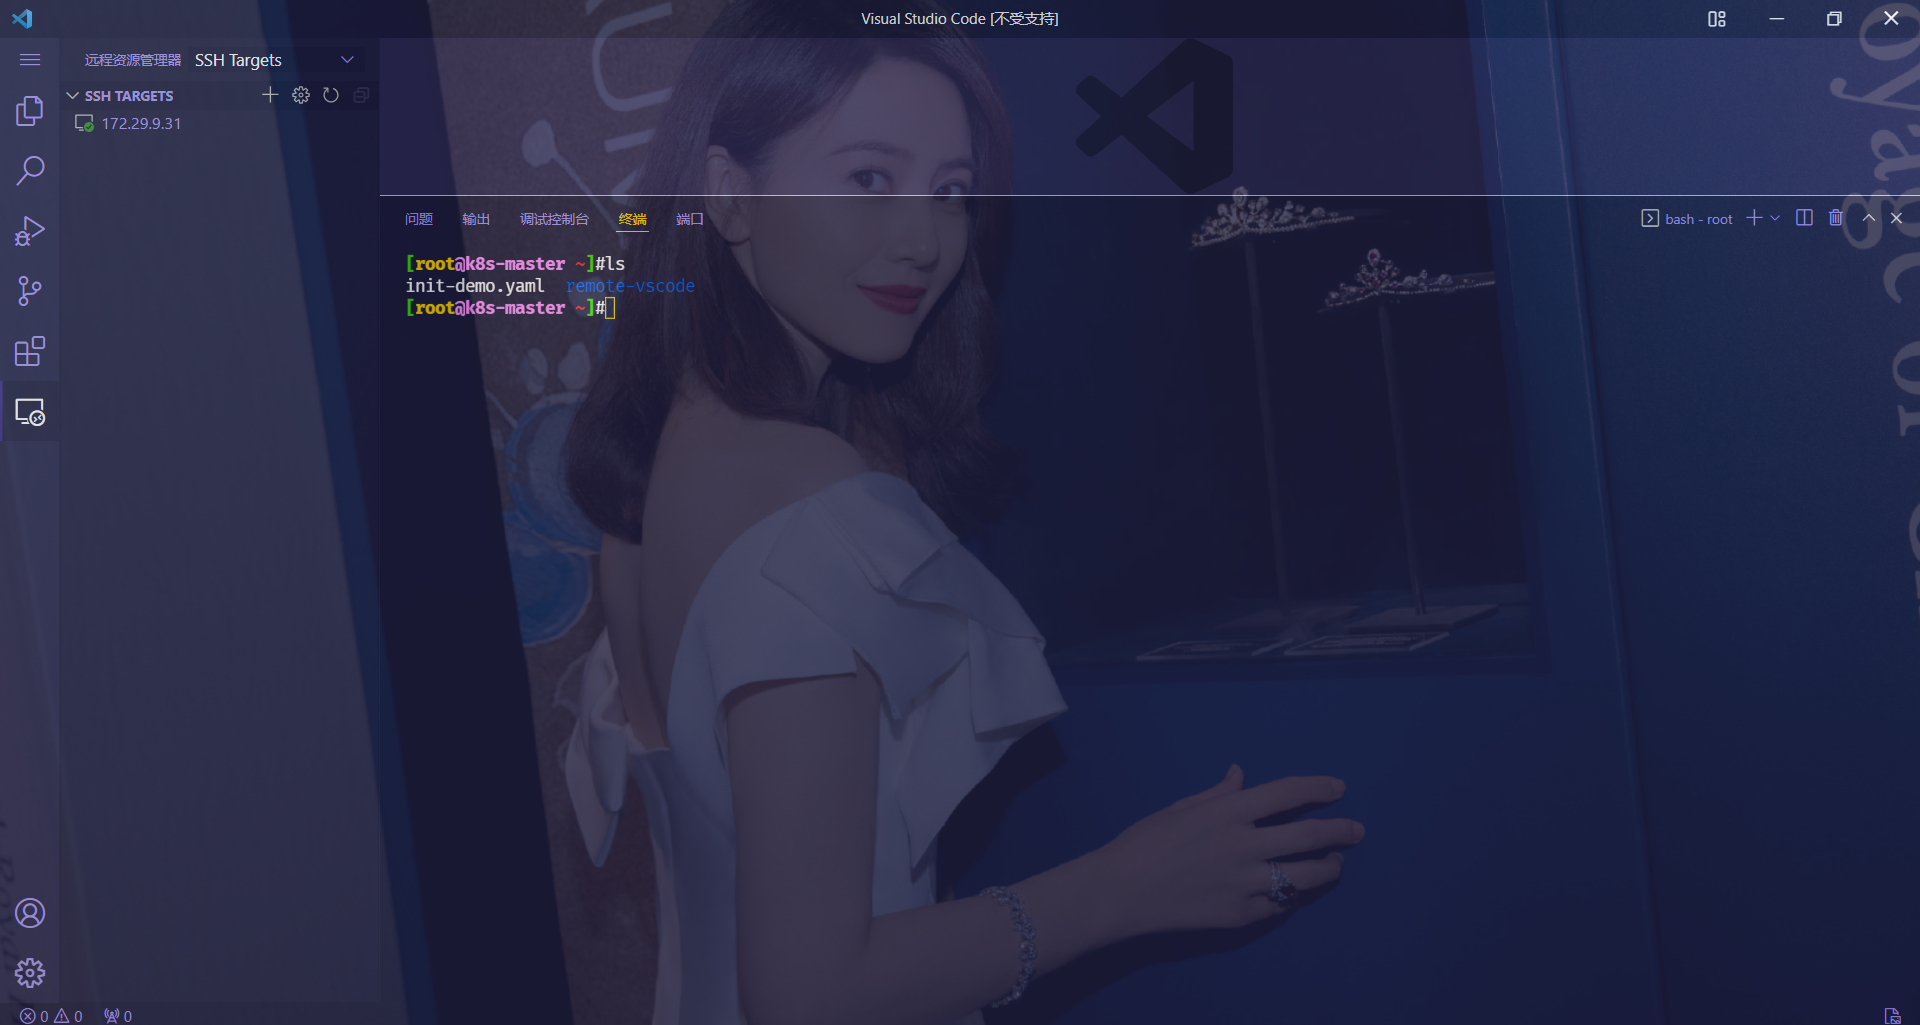 Visual Studio Code [不受支持]
远程资源管理器 SSH Targets
SSH TARGETS
172.29.9.31
问题 输出 调试控制台 终端 端口
bash - root
[root@k8s-master ~]#ls
init-demo.yaml remote-vscode
[root@k8s-master ~]#
0 0 0